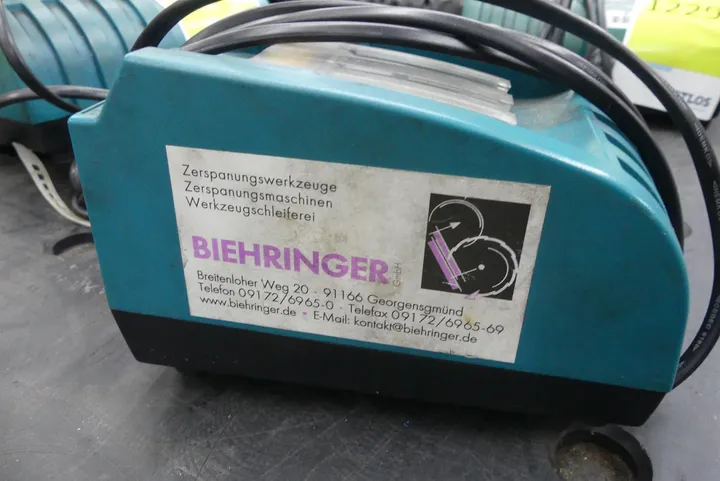 Zerspanungswerkzeuge
Zerspanungsmaschinen
Werkzeugschleiferei
BIEHRINGER GmbH
Breitenloher Weg 20 - 91166 Georgensgmünd
Telefon 09172/6965-0 - Telefax 09172/6965-69
www.biehringer.de • E-Mail: kontakt@biehringer.de